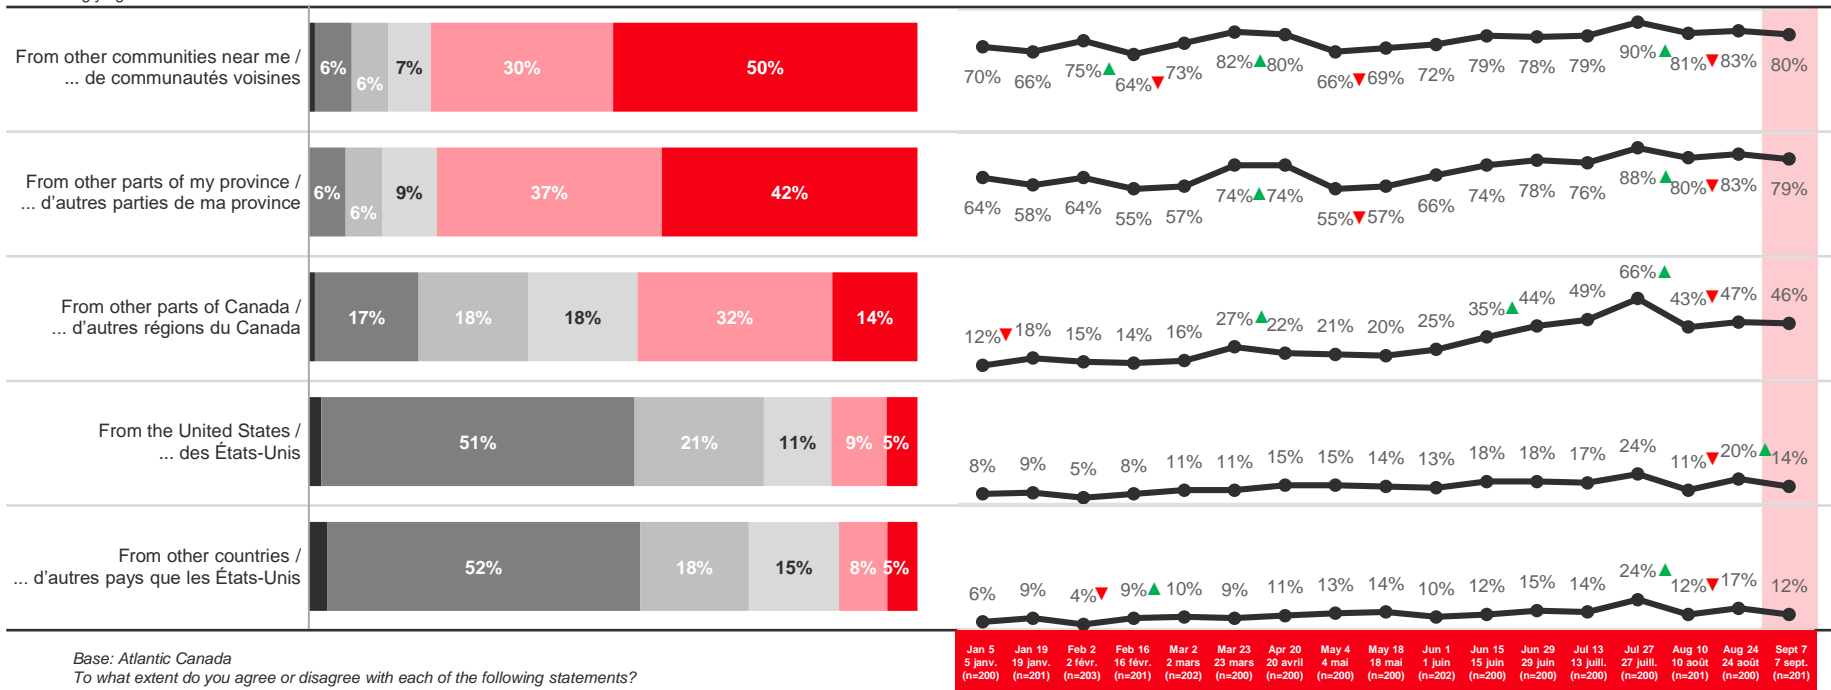 From other communities near me /
... de communautés voisines
6%
6%
7%
30%
50%
70%
66%
75%
64%
73%
82%
80%
66%
69%
72%
79%
78%
79%
90%
81%
83%
80%
From other parts of my province /
... d'autres parties de ma province
6%
6%
9%
37%
42%
64%
58%
64%
55%
57%
74%
74%
55%
57%
66%
74%
78%
76%
88%
80%
83%
79%
From other parts of Canada /
... d'autres régions du Canada
17%
18%
18%
32%
14%
12%
18%
15%
14%
16%
27%
22%
21%
20%
25%
35%
44%
49%
66%
43%
47%
46%
From the United States /
... des États-Unis
51%
21%
11%
9%
5%
8%
9%
5%
8%
11%
11%
15%
15%
14%
13%
18%
18%
17%
24%
11%
20%
14%
From other countries /
... d'autres pays que les États-Unis
52%
18%
15%
8%
5%
6%
9%
4%
9%
10%
9%
11%
13%
14%
10%
12%
15%
14%
24%
12%
17%
12%
Jan 5
5 janv.
(n=200)
Jan 19
19 janv.
(n=201)
Feb 2
2 févr.
(n=203)
Feb 16
16 févr.
(n=201)
Mar 2
2 mars
(n=202)
Mar 23
23 mars
(n=200)
Apr 20
20 avril
(n=200)
May 4
4 mai
(n=200)
May 18
18 mai
(n=200)
Jun 1
1 juin
(n=202)
Jun 15
15 juin
(n=200)
Jun 29
29 juin
(n=200)
Jul 13
13 juill.
(n=200)
Jul 27
27 juill.
(n=200)
Aug 10
10 août
(n=201)
Aug 24
24 août
(n=200)
Sept 7
7 sept.
(n=201)
Base: Atlantic Canada
To what extent do you agree or disagree with each of the following statements?